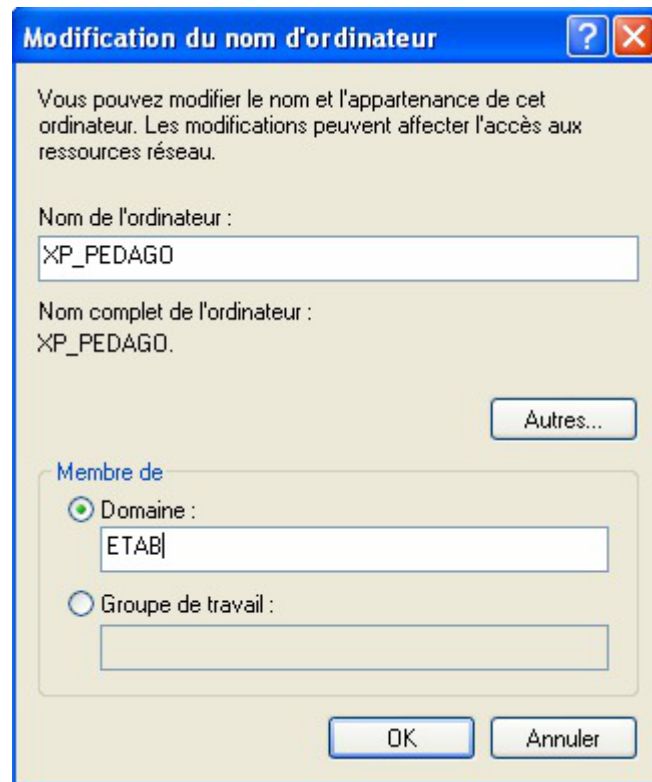 Modification du nom d'ordinateur
Vous pouvez modifier le nom et l'appartenance de cet
ordinateur. Les modifications peuvent affecter l'accès aux
ressources réseau.
Nom de l'ordinateur :
XP_PEDAGO
Nom complet de l'ordinateur :
XP_PEDAGO.
Autres...
Membre de
Domaine :
ETAB
Groupe de travail :
OK Annuler